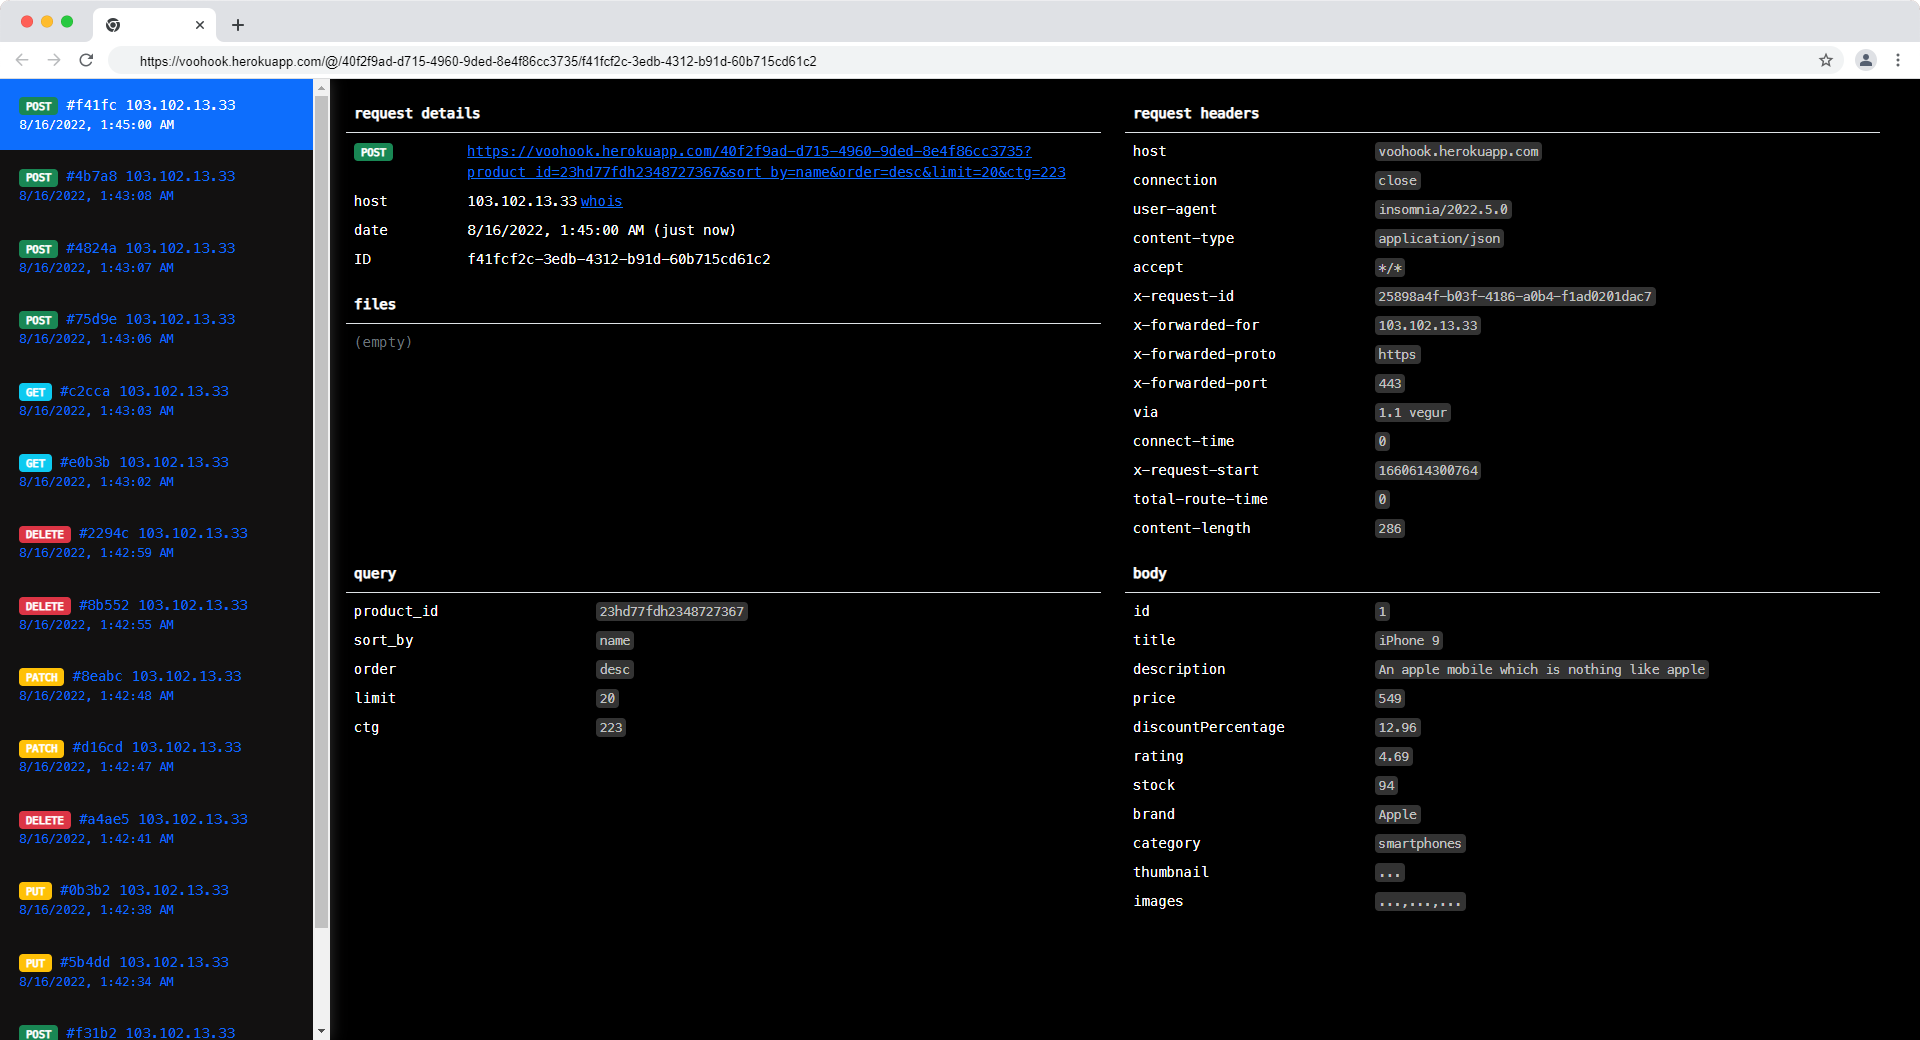 https://voohook.herokuapp.com/@/40f2f9ad-d715-4960-9ded-8e4f86cc3735/f41fcf2c-3edb-4312-b91d-60b715cd61c2
POST #f41fc 103.102.13.33
8/16/2022, 1:45:00 AM
POST #4b7a8 103.102.13.33
8/16/2022, 1:43:08 AM
POST #4824a 103.102.13.33
8/16/2022, 1:43:07 AM
POST #75d9e 103.102.13.33
8/16/2022, 1:43:06 AM
GET #c2cca 103.102.13.33
8/16/2022, 1:43:03 AM
GET #e0b3b 103.102.13.33
8/16/2022, 1:43:02 AM
DELETE #2294c 103.102.13.33
8/16/2022, 1:42:59 AM
DELETE #8b552 103.102.13.33
8/16/2022, 1:42:55 AM
PATCH #8eabc 103.102.13.33
8/16/2022, 1:42:48 AM
PATCH #d16cd 103.102.13.33
8/16/2022, 1:42:47 AM
DELETE #a4ae5 103.102.13.33
8/16/2022, 1:42:41 AM
PUT #0b3b2 103.102.13.33
8/16/2022, 1:42:38 AM
PUT #5b4dd 103.102.13.33
8/16/2022, 1:42:34 AM
POST #f31b2 103.102.13.33
request details
POST https://voohook.herokuapp.com/40f2f9ad-d715-4960-9ded-8e4f86cc3735?
product_id=23hd77fdh2348727367&sort_by=name&order=desc&limit=20&ctg=223
host 103.102.13.33 whois
date 8/16/2022, 1:45:00 AM (just now)
ID f41fcf2c-3edb-4312-b91d-60b715cd61c2
files
(empty)
request headers
host voohook.herokuapp.com
connection close
user-agent insomnia/2022.5.0
content-type application/json
accept */*
x-request-id 25898a4f-b03f-4186-a0b4-f1ad0201dac7
x-forwarded-for 103.102.13.33
x-forwarded-proto https
x-forwarded-port 443
via 1.1 vegur
connect-time 0
x-request-start 1660614300764
total-route-time 0
content-length 286
query
product_id 23hd77fdh2348727367
sort_by name
order desc
limit 20
ctg 223
body
id 1
title iPhone 9
description An apple mobile which is nothing like apple
price 549
discountPercentage 12.96
rating 4.69
stock 94
brand Apple
category smartphones
thumbnail ...
images ...,...,...